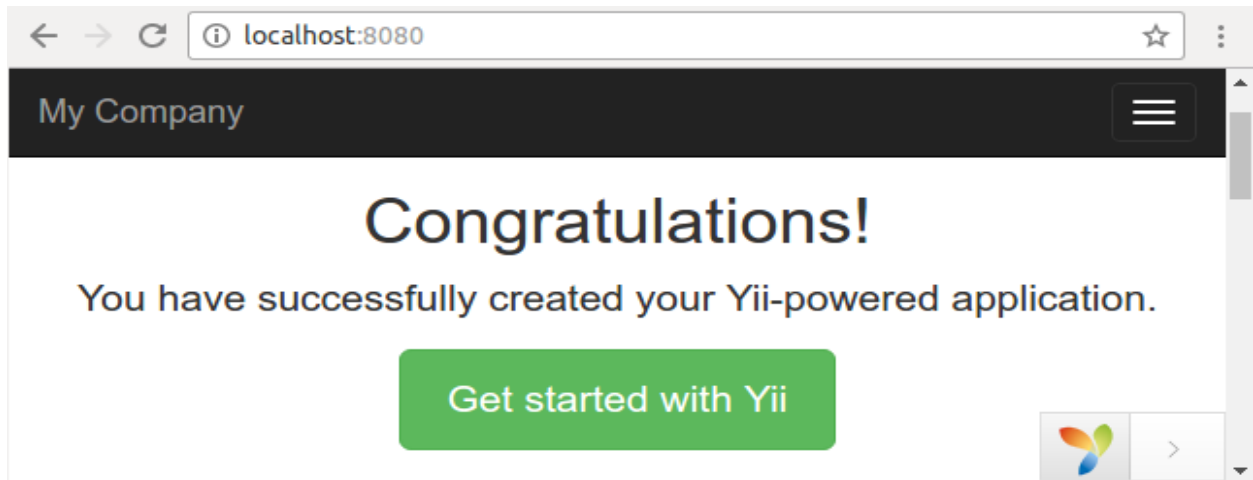 localhost:8080
My Company
Congratulations!
You have successfully created your Yii-powered application.
Get started with Yii